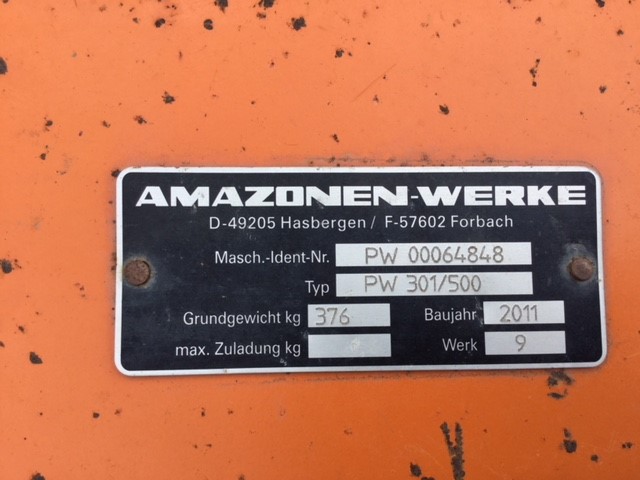 AMAZONEN-WERKE
D-49205 Hasbergen / F-57602 Forbach
Masch.-Ident-Nr. PW 00064848
Typ PW 301/500
Grundgewicht kg 376 Baujahr 2011
max. Zuladung kg Werk 9